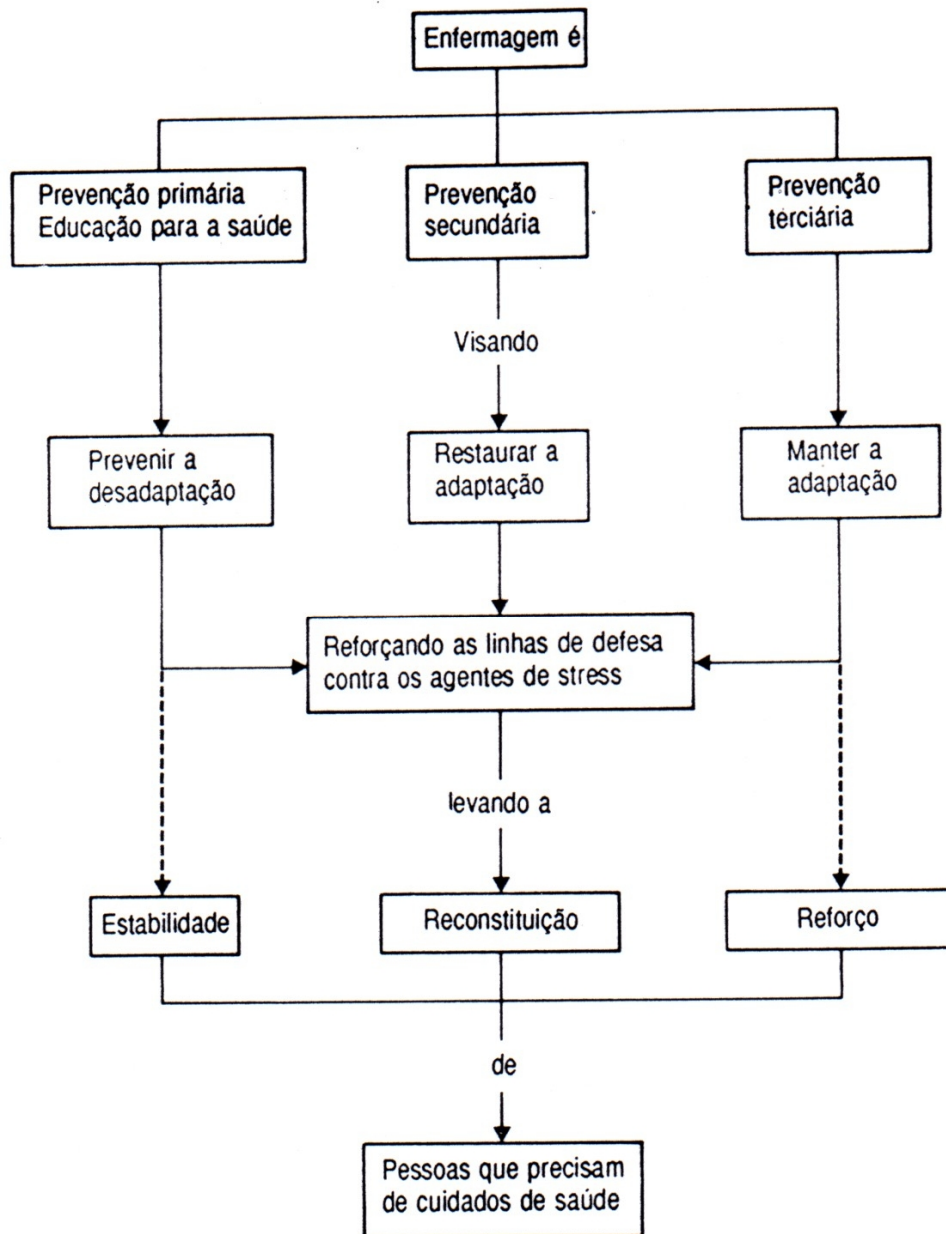 Enfermagem é
Prevenção primária
Educação para a saúde
Prevenção
secundária
Prevenção
terciária
Visando
Prevenir a
desadaptação
Restaurar a
adaptação
Manter a
adaptação
Reforçando as linhas de defesa
contra os agentes de stress
levando a
Estabilidade
Reconstituição
Reforço
de
Pessoas que precisam
de cuidados de saúde